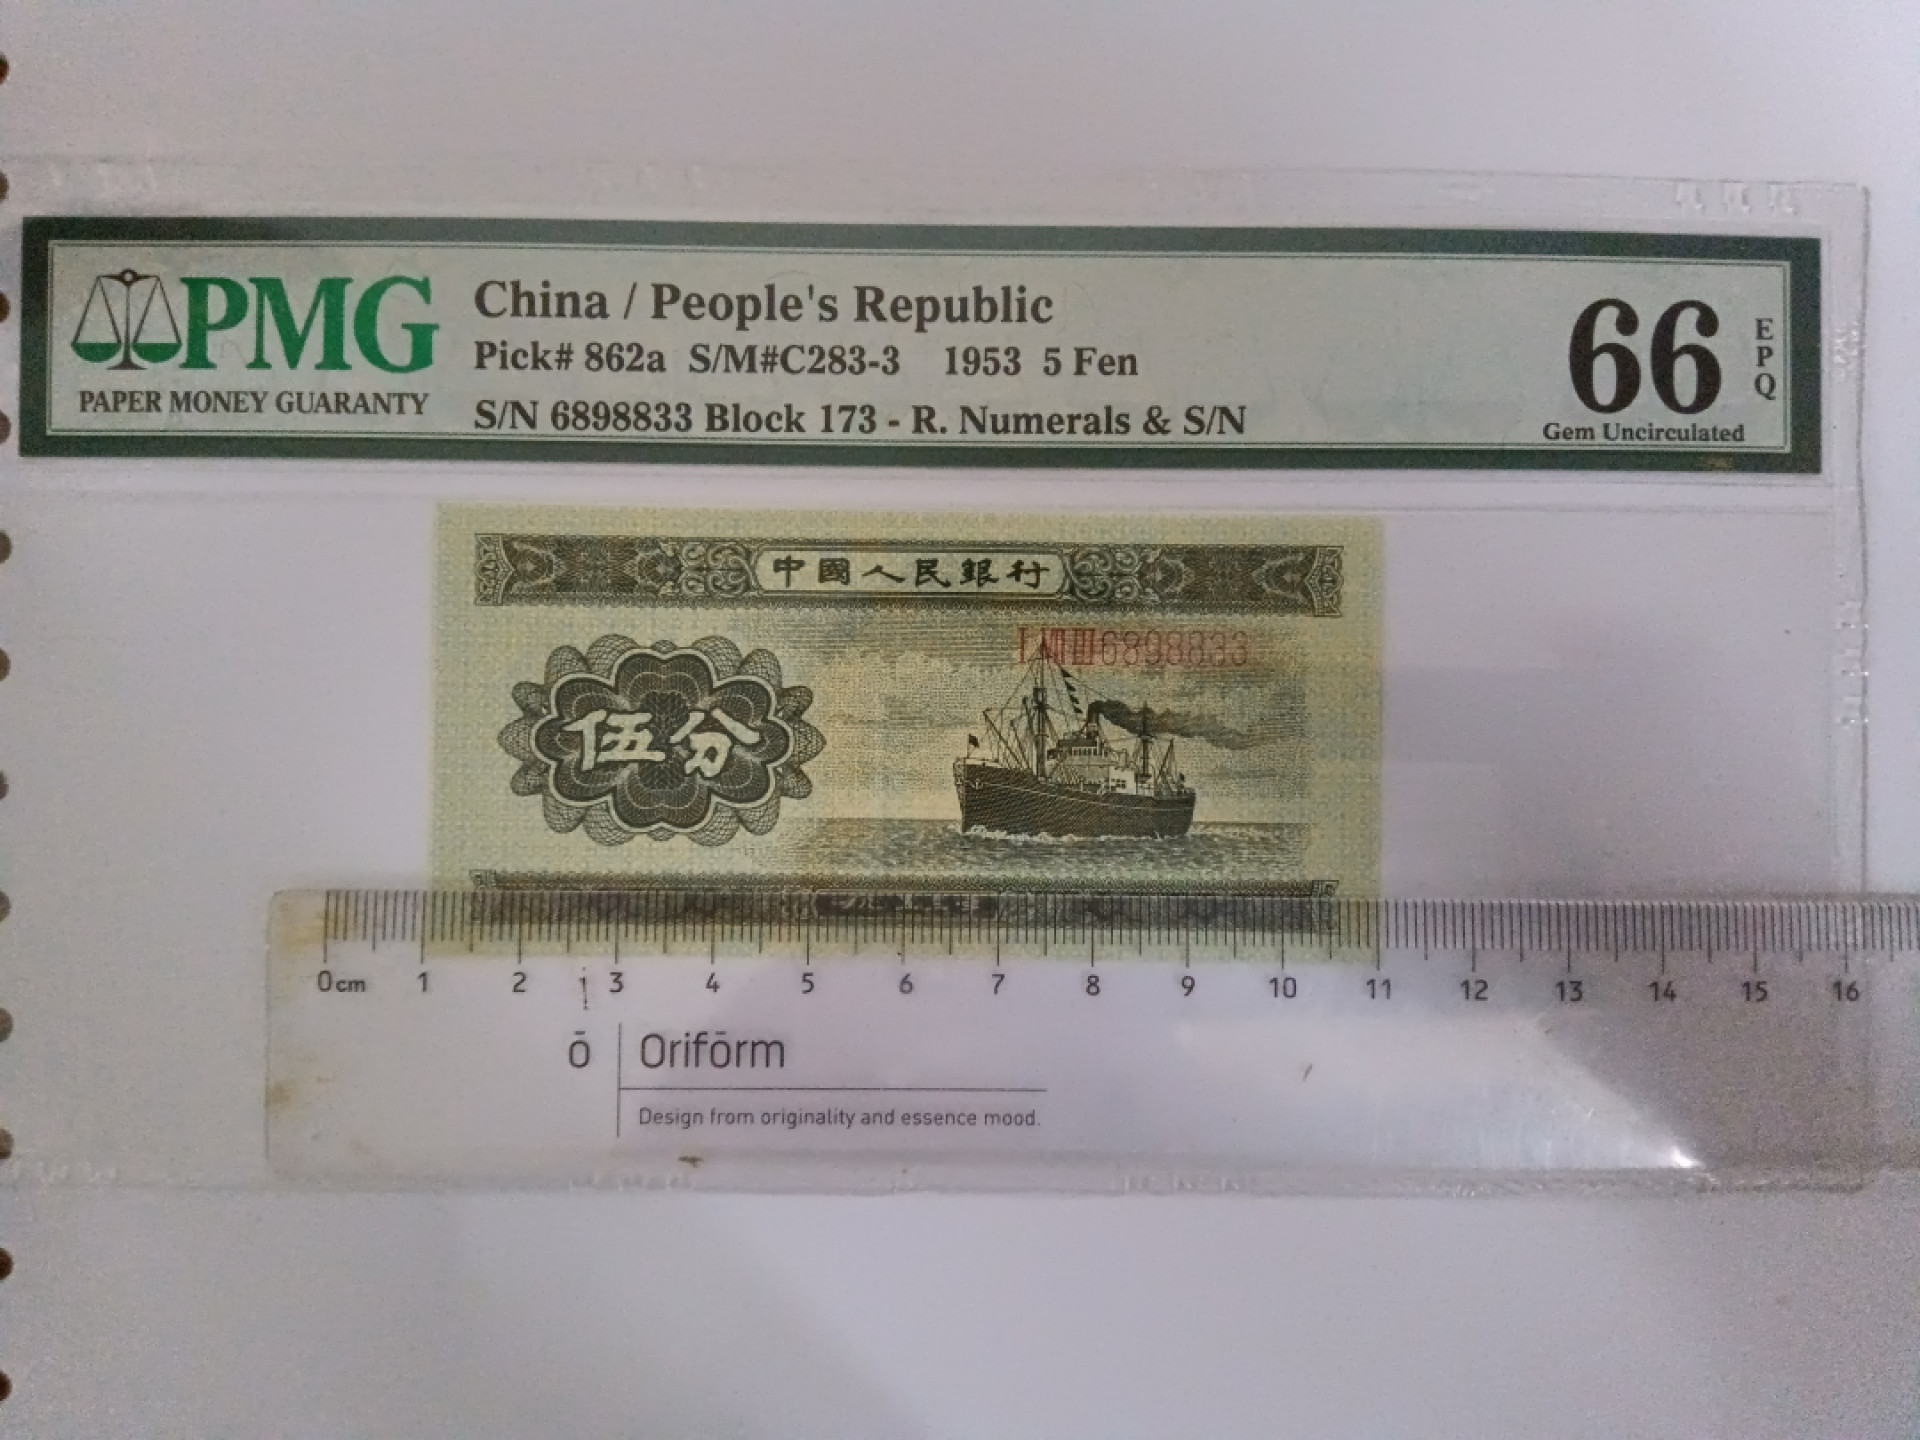 PMG
PAPER MONEY GUARANTY
China / People's Republic
Pick# 862a S/M#C283-3 1953 5 Fen
S/N 6898833 Block 173 - R. Numerals & S/N
66
EPQ
Gem Uncirculated
中國人民銀行
I VII III 6898833
伍分
0cm 1 2 3 4 5 6 7 8 9 10 11 12 13 14 15 16
ō
Orifōrm
Design from originality and essence mood.